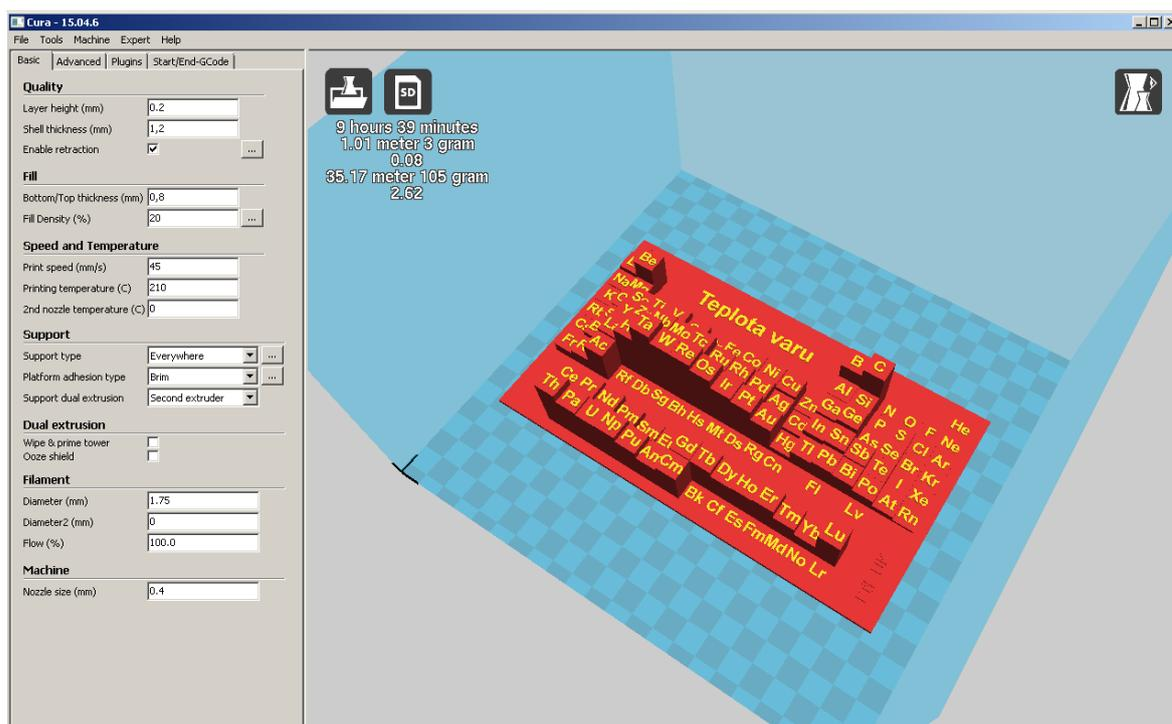 Cura - 15.04.6
File Tools Machine Expert Help
Basic Advanced Plugins Start/End-GCode
Quality
Layer height (mm) 0.2
Shell thickness (mm) 1,2
Enable retraction ...
Fill
Bottom/Top thickness (mm) 0,8
Fill Density (%) 20 ...
Speed and Temperature
Print speed (mm/s) 45
Printing temperature (C) 210
2nd nozzle temperature (C) 0
Support
Support type Everywhere ...
Platform adhesion type Brim ...
Support dual extrusion Second extruder
Dual extrusion
Wipe & prime tower
Ooze shield
Filament
Diameter (mm) 1.75
Diameter2 (mm) 0
Flow (%) 100.0
Machine
Nozzle size (mm) 0.4
SD
9 hours 39 minutes
1.01 meter 3 gram
0.08
35.17 meter 105 gram
2.62
Teplota varu
Be B C N O F Ne He
Na Al Si P S Cl Ar
K Sc Ti V Fe Co Ni Cu Zn Ga Ge As Se Br Kr
Y Nb Mo Tc Ru Rh Pd Ag Cd In Sn Sb Te I Xe
Ta W Re Os Ir Pt Au Hg Tl Pb Bi Po At Rn
Ac Rf Db Sg Bh Hs Mt Ds Rg Cn Fl Lv
Ce Pr Nd Pm Sm Gd Tb Dy Ho Er Tm Yb Lu
Th Pa U Np Pu Am Cm Bk Cf Es Fm Md No Lr